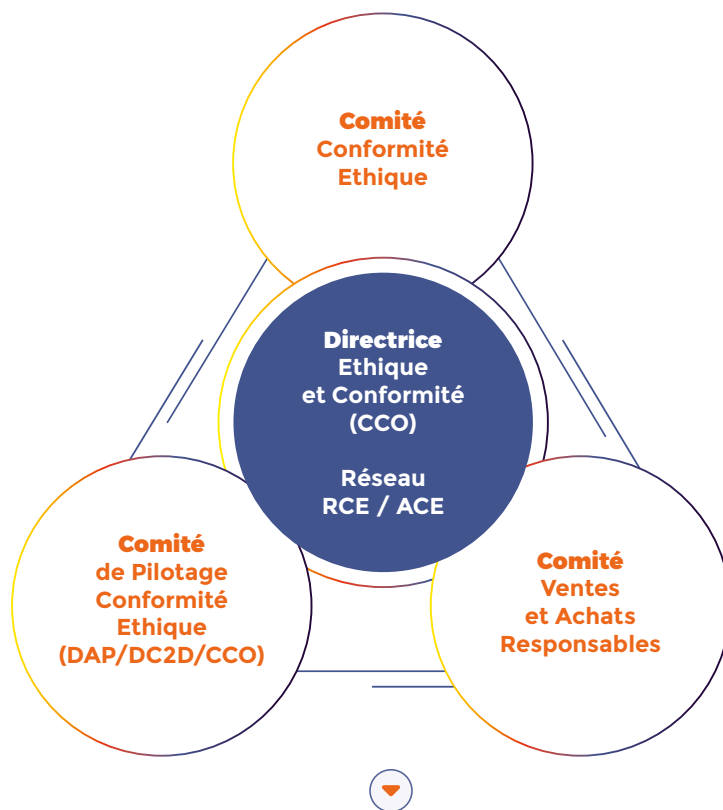 Comité
Conformité
Ethique
Directrice
Ethique
et Conformité
(CCO)
Réseau
RCE / ACE
Comité
de Pilotage
Conformité
Ethique
(DAP/DC2D/CCO)
Comité
Ventes
et Achats
Responsables